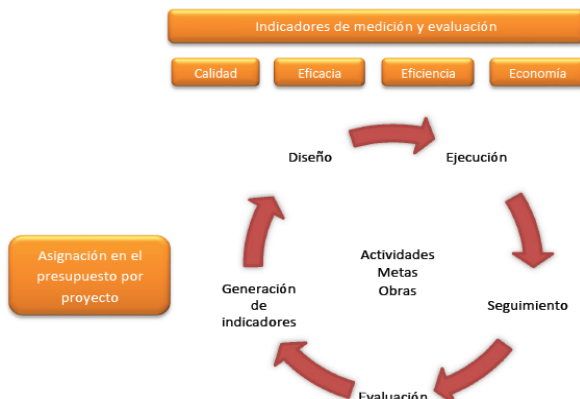 Indicadores de medición y evaluación
Calidad
Eficacia
Eficiencia
Economía
Diseño
Ejecución
Asignación en el
presupuesto por
proyecto
Actividades
Metas
Obras
Generación
de
indicadores
Seguimiento
Evaluación